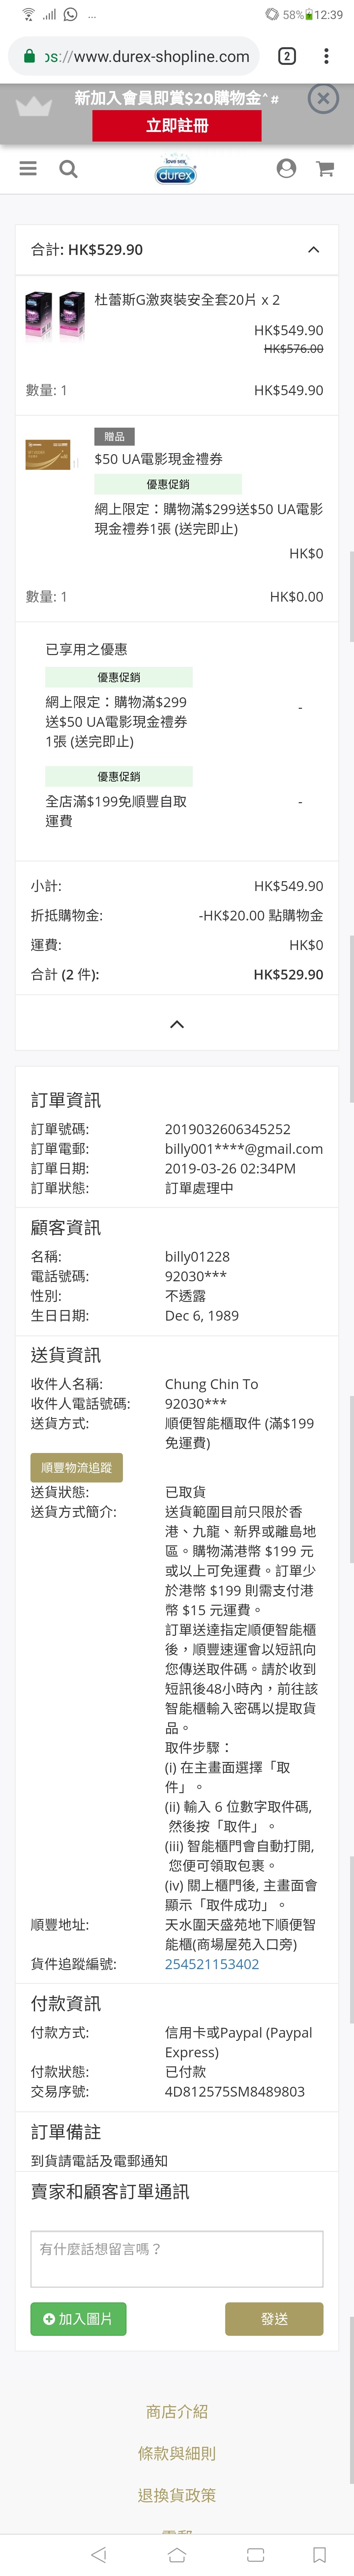 58% 12:39
ps://www.durex-shopline.com
2
新加入會員即賞$20購物金^#
立即註冊
love sex
durex
合計: HK$529.90
杜蕾斯G激爽裝安全套20片 x 2
HK$549.90
HK$576.00
數量: 1
HK$549.90
贈品
$50 UA電影現金禮券
優惠促銷
網上限定：購物滿$299送$50 UA電影
現金禮券1張 (送完即止)
HK$0
數量: 1
HK$0.00
已享用之優惠
優惠促銷
網上限定：購物滿$299
送$50 UA電影現金禮券
1張 (送完即止)
-
優惠促銷
全店滿$199免順豐自取
運費
-
小計:
HK$549.90
折抵購物金:
-HK$20.00 點購物金
運費:
HK$0
合計 (2 件):
HK$529.90
訂單資訊
訂單號碼:
2019032606345252
訂單電郵:
billy001****@gmail.com
訂單日期:
2019-03-26 02:34PM
訂單狀態:
訂單處理中
顧客資訊
名稱:
billy01228
電話號碼:
92030***
性別:
不透露
生日日期:
Dec 6, 1989
送貨資訊
收件人名稱:
Chung Chin To
收件人電話號碼:
92030***
送貨方式:
順便智能櫃取件 (滿$199
免運費)
順豐物流追蹤
送貨狀態:
已取貨
送貨方式簡介:
送貨範圍目前只限於香
港、九龍、新界或離島地
區。購物滿港幣 $199 元
或以上可免運費。訂單少
於港幣 $199 則需支付港
幣 $15 元運費。
訂單送達指定順便智能櫃
後，順豐速運會以短訊向
您傳送取件碼。請於收到
短訊後48小時內，前往該
智能櫃輸入密碼以提取貨
品。
取件步驟：
(i) 在主畫面選擇「取
件」。
(ii) 輸入 6 位數字取件碼,
然後按「取件」。
(iii) 智能櫃門會自動打開,
您便可領取包裹。
(iv) 關上櫃門後, 主畫面會
顯示「取件成功」。
順豐地址:
天水圍天盛苑地下順便智
能櫃(商場屋苑入口旁)
貨件追蹤編號:
254521153402
付款資訊
付款方式:
信用卡或Paypal (Paypal
Express)
付款狀態:
已付款
交易序號:
4D812575SM8489803
訂單備註
到貨請電話及電郵通知
賣家和顧客訂單通訊
有什麼話想留言嗎？
加入圖片
發送
商店介紹
條款與細則
退換貨政策